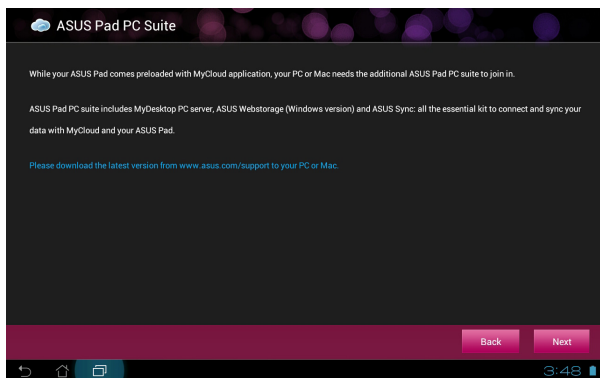 ASUS Pad PC Suite
While your ASUS Pad comes preloaded with MyCloud application, your PC or Mac needs the additional ASUS Pad PC suite to join in.
ASUS Pad PC suite includes MyDesktop PC server, ASUS Webstorage (Windows version) and ASUS Sync: all the essential kit to connect and sync your
data with MyCloud and your ASUS Pad.
Please download the latest version from www.asus.com/support to your PC or Mac.
Back Next
3:48